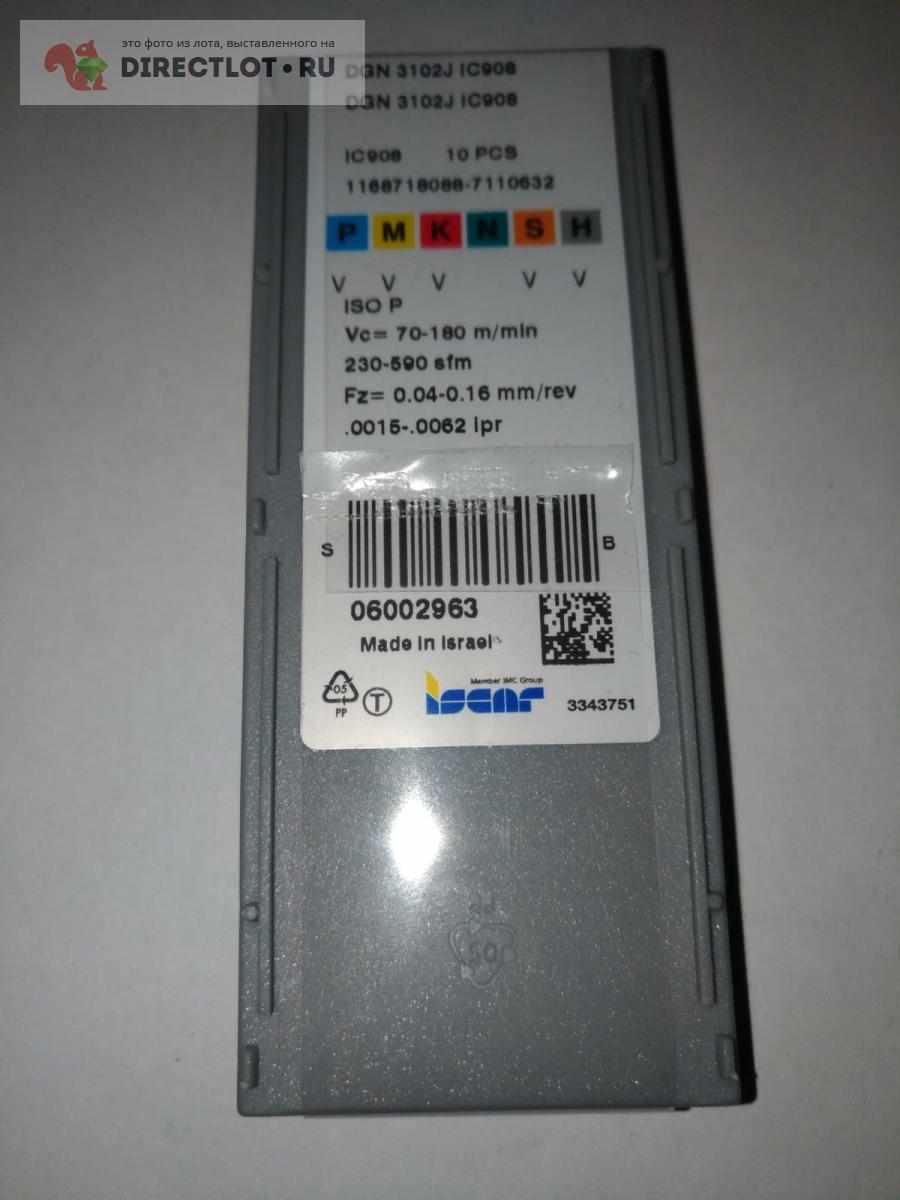 это фото из лота, выставленного на
DIRECTLOT•RU
DGN 3102J IC908
DGN 3102J IC908
IC908 10 PCS
1168718088-7110632
P M K N S H
V V V V V
ISO P
Vc= 70-180 m/min
230-590 sfm
Fz= 0.04-0.16 mm/rev
.0015-.0062 ipr
S B
06002963
Made in Israel
05
PP
T
Member IMC Group
iscar
3343751
PP
05